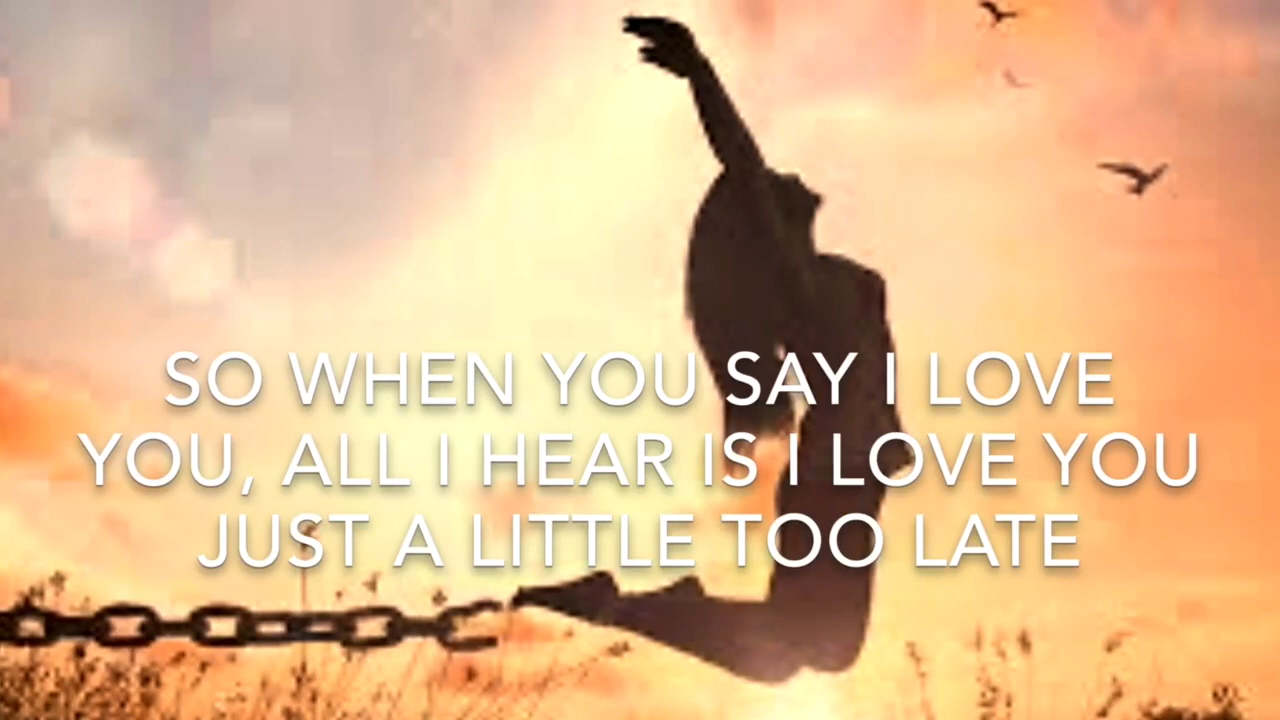 SO WHEN YOU SAY I LOVE
YOU, ALL I HEAR IS I LOVE YOU
JUST A LITTLE TOO LATE